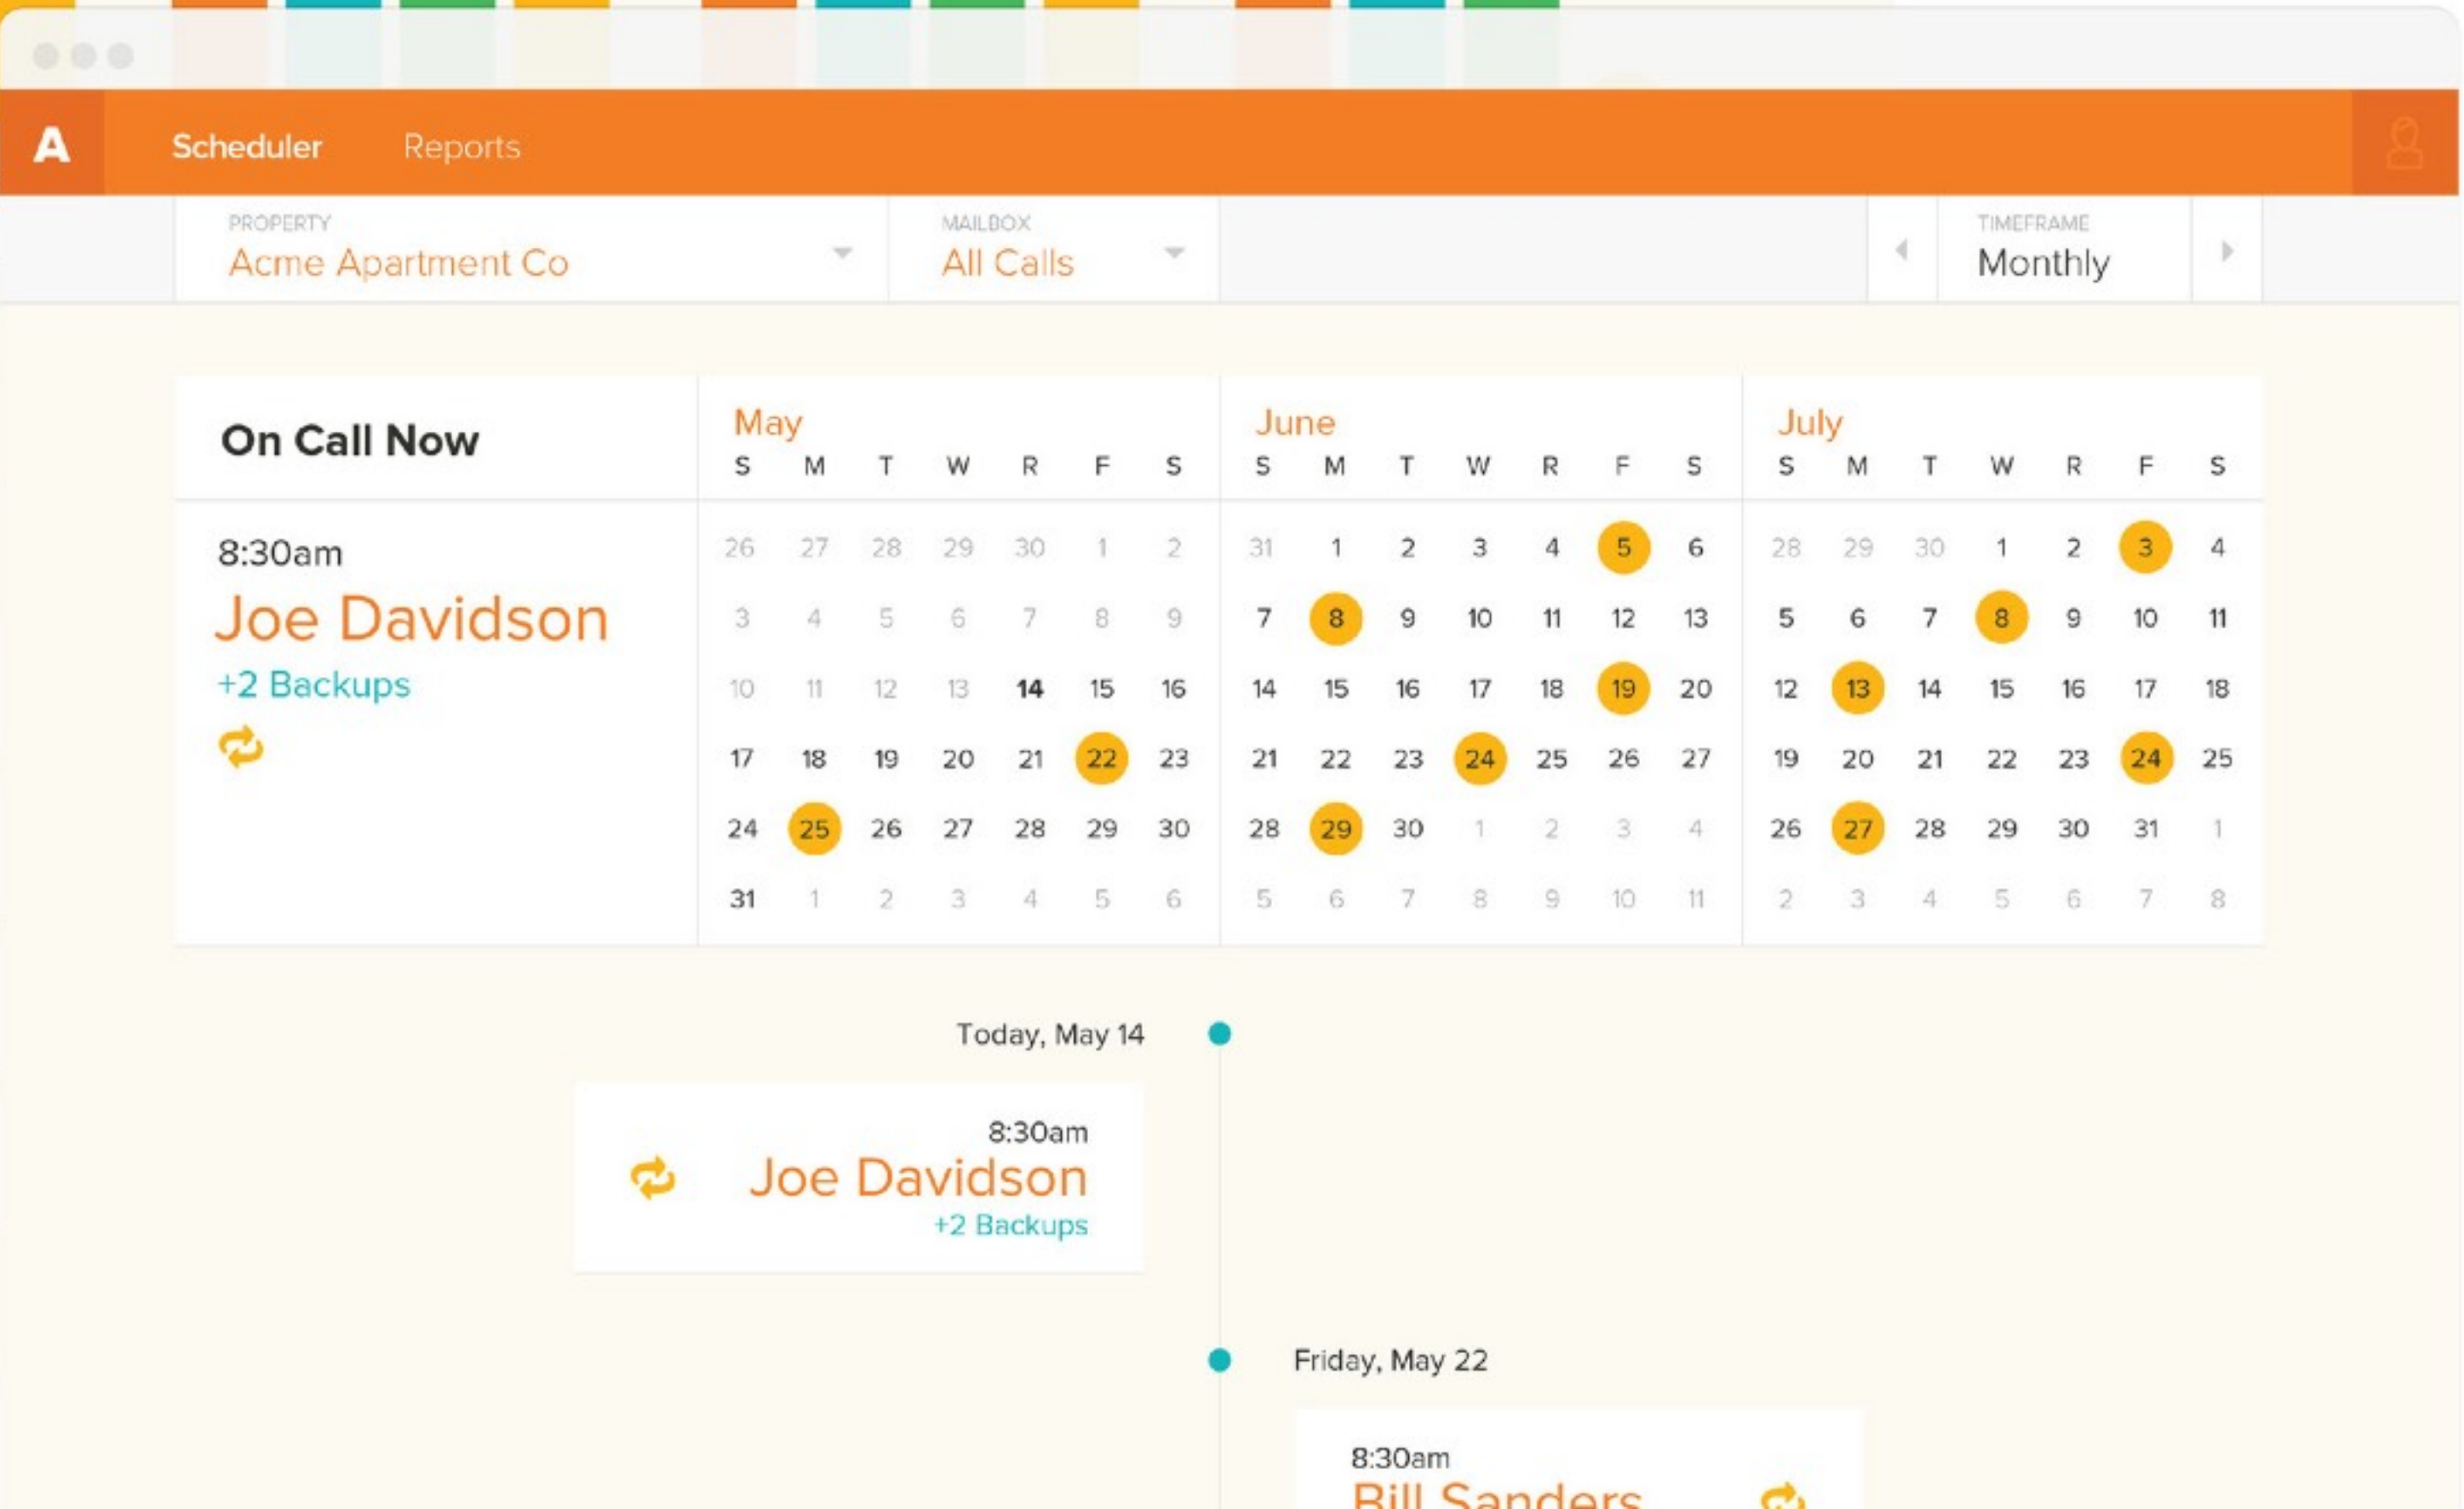 A
Scheduler Reports
PROPERTY
Acme Apartment Co
MAILBOX
All Calls
TIMEFRAME
Monthly
On Call Now
8:30am
Joe Davidson
+2 Backups
May
S M T W R F S
26 27 28 29 30 1 2
3 4 5 6 7 8 9
10 11 12 13 14 15 16
17 18 19 20 21 22 23
24 25 26 27 28 29 30
31 1 2 3 4 5 6
June
S M T W R F S
31 1 2 3 4 5 6
7 8 9 10 11 12 13
14 15 16 17 18 19 20
21 22 23 24 25 26 27
28 29 30 1 2 3 4
5 6 7 8 9 10 11
July
S M T W R F S
28 29 30 1 2 3 4
5 6 7 8 9 10 11
12 13 14 15 16 17 18
19 20 21 22 23 24 25
26 27 28 29 30 31 1
2 3 4 5 6 7 8
Today, May 14
8:30am
Joe Davidson
+2 Backups
Friday, May 22
8:30am
Bill Sanders